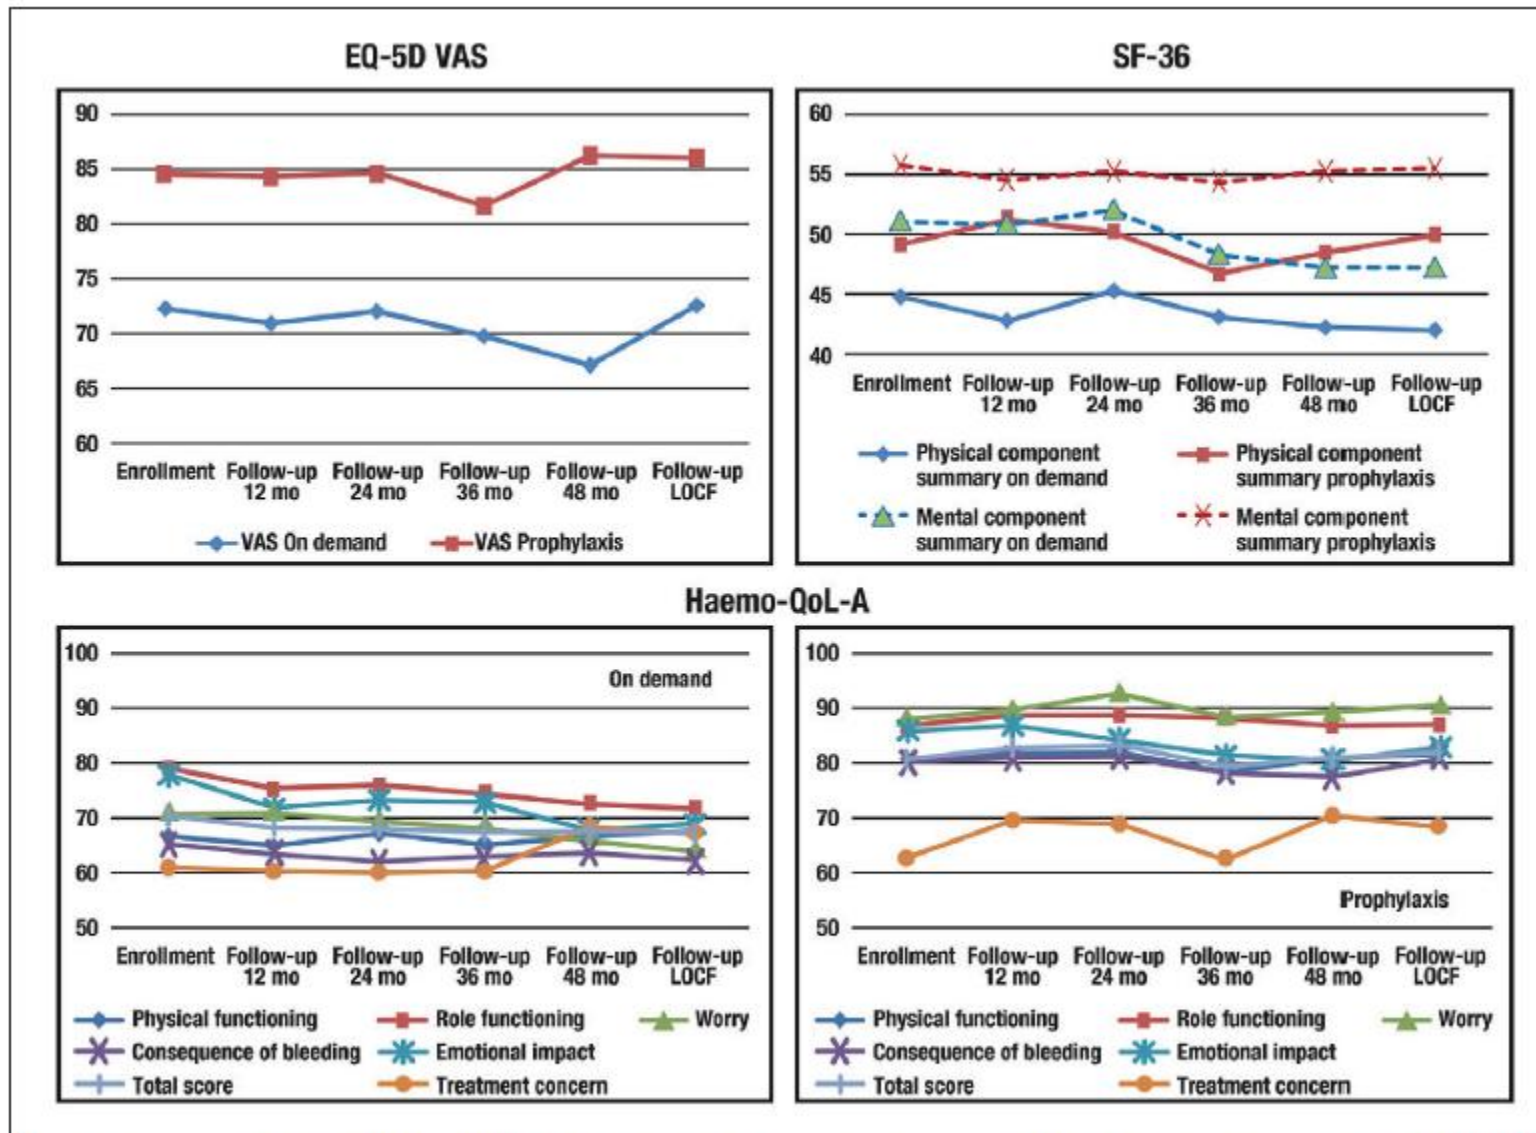 EQ-5D VAS
90
85
80
75
70
65
60
Enrollment Follow-up Follow-up Follow-up Follow-up Follow-up
12 mo 24 mo 36 mo 48 mo LOCF
VAS On demand VAS Prophylaxis
SF-36
60
55
50
45
40
Enrollment Follow-up Follow-up Follow-up Follow-up Follow-up
12 mo 24 mo 36 mo 48 mo LOCF
Physical component Physical component
summary on demand summary prophylaxis
Mental component Mental component
summary on demand summary prophylaxis
Haemo-QoL-A
100
On demand
90
80
70
60
50
Enrollment Follow-up Follow-up Follow-up Follow-up Follow-up
12 mo 24 mo 36 mo 48 mo LOCF
Physical functioning Role functioning Worry
Consequence of bleeding Emotional impact
Total score Treatment concern
100
90
80
70
60
Prophylaxis
50
Enrollment Follow-up Follow-up Follow-up Follow-up Follow-up
12 mo 24 mo 36 mo 48 mo LOCF
Physical functioning Role functioning Worry
Consequence of bleeding Emotional impact
Total score Treatment concern